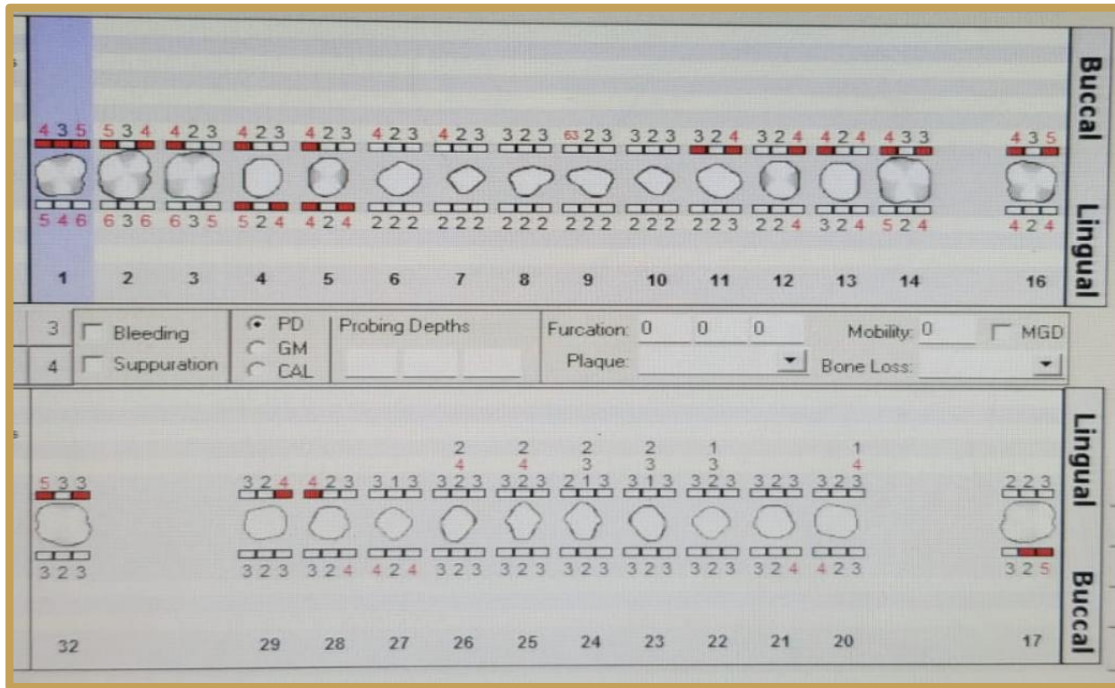 Buccal
4 3 5 5 3 4 4 2 3 4 2 3 4 2 3 4 2 3 4 2 3 3 2 3 63 2 3 3 2 3 3 2 4 3 2 4 4 2 4 4 3 3 4 3 5
5 4 6 6 3 6 6 3 5 5 2 4 4 2 4 2 2 2 2 2 2 2 2 2 2 2 2 2 2 2 2 2 3 2 2 4 3 2 4 5 2 4 4 2 4
Lingual
1 2 3 4 5 6 7 8 9 10 11 12 13 14 16
3 Bleeding PD Probing Depths Furcation: 0 0 0 Mobility: 0 MGD
GM
4 Suppuration CAL Plaque: Bone Loss:
Lingual
2 2 2 2 1 1
4 4 3 3 3 4
5 3 3 3 2 4 4 2 3 3 1 3 3 2 3 3 2 3 2 1 3 3 1 3 3 2 3 3 2 3 3 2 3 2 2 3
3 2 3 3 2 3 3 2 4 4 2 4 3 2 3 3 2 3 3 2 3 3 2 3 3 2 3 3 2 4 4 2 3 3 2 5
Buccal
32 29 28 27 26 25 24 23 22 21 20 17